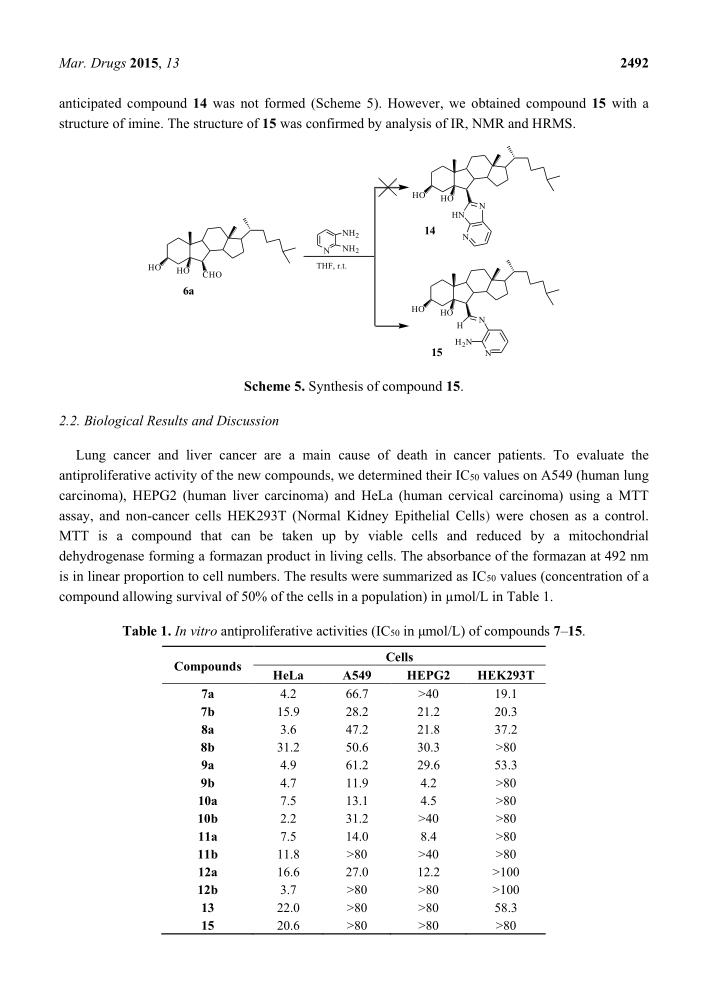 Mar. Drugs 2015, 13 2492
anticipated compound 14 was not formed (Scheme 5). However, we obtained compound 15 with a
structure of imine. The structure of 15 was confirmed by analysis of IR, NMR and HRMS.
HO HO N
HN
14 N
NH2
N NH2
THF, r.t.
HO HO CHO
6a
HO HO
H N
H2N
15 N
Scheme 5. Synthesis of compound 15.
2.2. Biological Results and Discussion
Lung cancer and liver cancer are a main cause of death in cancer patients. To evaluate the
antiproliferative activity of the new compounds, we determined their IC50 values on A549 (human lung
carcinoma), HEPG2 (human liver carcinoma) and HeLa (human cervical carcinoma) using a MTT
assay, and non-cancer cells HEK293T (Normal Kidney Epithelial Cells) were chosen as a control.
MTT is a compound that can be taken up by viable cells and reduced by a mitochondrial
dehydrogenase forming a formazan product in living cells. The absorbance of the formazan at 492 nm
is in linear proportion to cell numbers. The results were summarized as IC50 values (concentration of a
compound allowing survival of 50% of the cells in a population) in µmol/L in Table 1.
Table 1. In vitro antiproliferative activities (IC50 in µmol/L) of compounds 7–15.
Compounds Cells
HeLa A549 HEPG2 HEK293T
7a 4.2 66.7 >40 19.1
7b 15.9 28.2 21.2 20.3
8a 3.6 47.2 21.8 37.2
8b 31.2 50.6 30.3 >80
9a 4.9 61.2 29.6 53.3
9b 4.7 11.9 4.2 >80
10a 7.5 13.1 4.5 >80
10b 2.2 31.2 >40 >80
11a 7.5 14.0 8.4 >80
11b 11.8 >80 >40 >80
12a 16.6 27.0 12.2 >100
12b 3.7 >80 >80 >100
13 22.0 >80 >80 58.3
15 20.6 >80 >80 >80